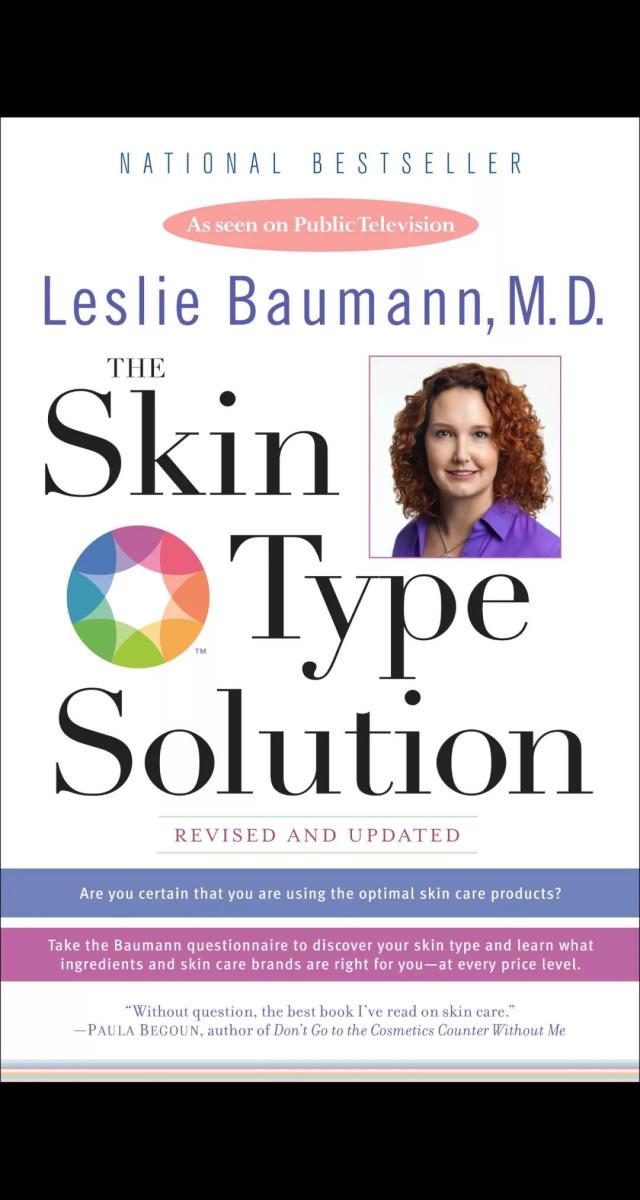 NATIONAL BESTSELLER
As seen on Public Television
Leslie Baumann, M.D.
THE
Skin
Type
TM
Solution
REVISED AND UPDATED
Are you certain that you are using the optimal skin care products?
Take the Baumann questionnaire to discover your skin type and learn what
ingredients and skin care brands are right for you—at every price level.
“Without question, the best book I’ve read on skin care.”
—PAULA BEGOUN, author of Don’t Go to the Cosmetics Counter Without Me